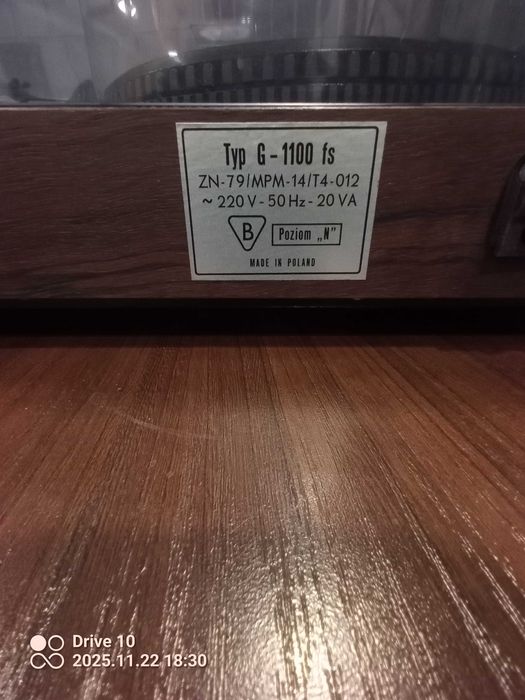 Typ G-1100 fs
ZN-79/MPM-14/T4-012
~ 220 V - 50 Hz - 20 VA
B Poziom „N"
MADE IN POLAND
Drive 10
2025.11.22 18:30